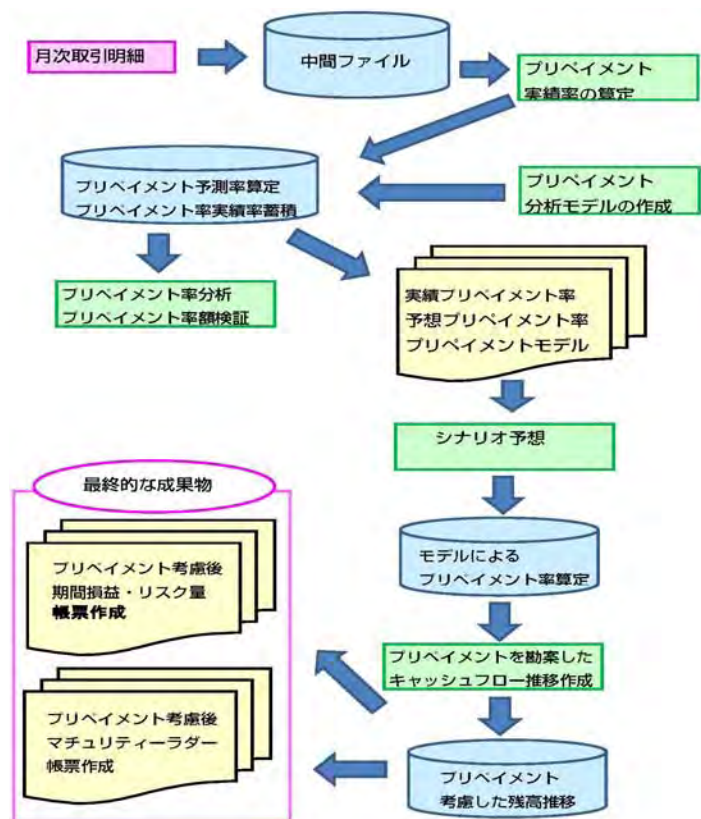 月次取引明細
中間ファイル
プリペイメント
実績率の算定
プリペイメント予測率算定
プリペイメント率実績率蓄積
プリペイメント
分析モデルの作成
プリペイメント率分析
プリペイメント率額検証
実績プリペイメント率
予想プリペイメント率
プリペイメントモデル
シナリオ予想
モデルによる
プリペイメント率算定
プリペイメントを勘案した
キャッシュフロー推移作成
プリペイメント
考慮した残高推移
最終的な成果物
プリペイメント考慮後
期間損益・リスク量
帳票作成
プリペイメント考慮後
マチュリティーラダー
帳票作成